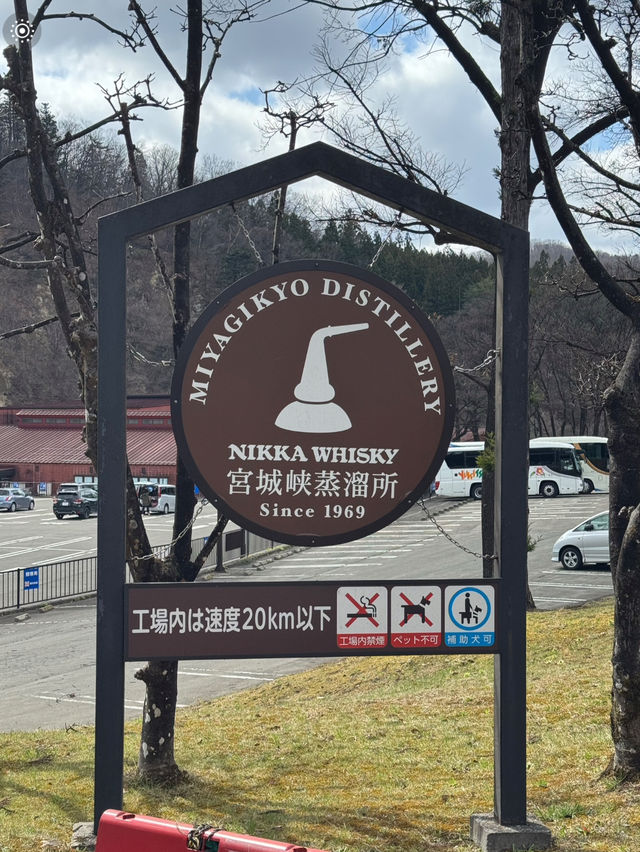 MIYAGIKYO DISTILLERY
NIKKA WHISKY
宮城峡蒸溜所
Since 1969
工場内は速度20km以下
工場内禁煙
ペット不可
補助犬可